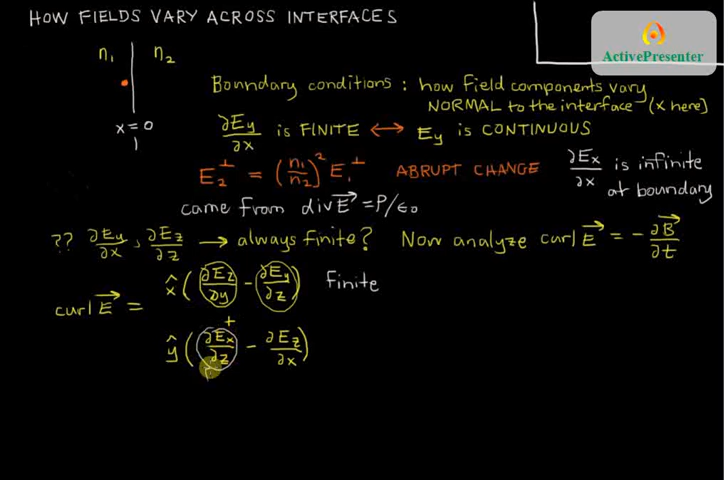 HOW FIELDS VARY ACROSS INTERFACES
ActivePresenter
n₁ n₂
Boundary conditions : how field components vary
NORMAL to the interface (x here)
x=0
∂Ey/∂x is FINITE ↔ Ey is CONTINUOUS
E₂⊥ = (n₁/n₂)² E₁⊥ ABRUPT CHANGE ∂Ex/∂x is infinite
at boundary
came from div E⃗ = ρ/ε₀
?? ∂Ey/∂x , ∂Ez/∂z → always finite? Now analyze curl E⃗ = - ∂B⃗/∂t
curl E⃗ = x̂ ( ∂Ez/∂y - ∂Ey/∂z ) Finite
+
ŷ ( ∂Ex/∂z - ∂Ez/∂x )